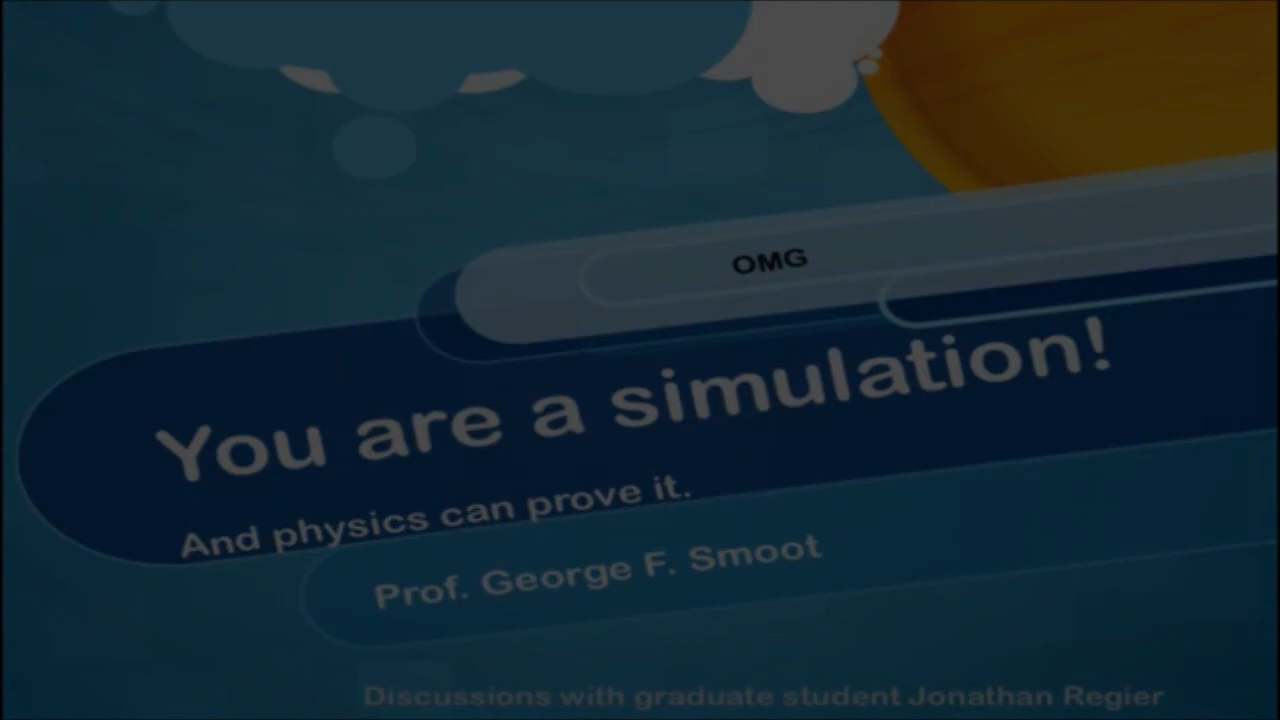 OMG
You are a simulation!
And physics can prove it.
Prof. George F. Smoot
Discussions with graduate student Jonathan Regier